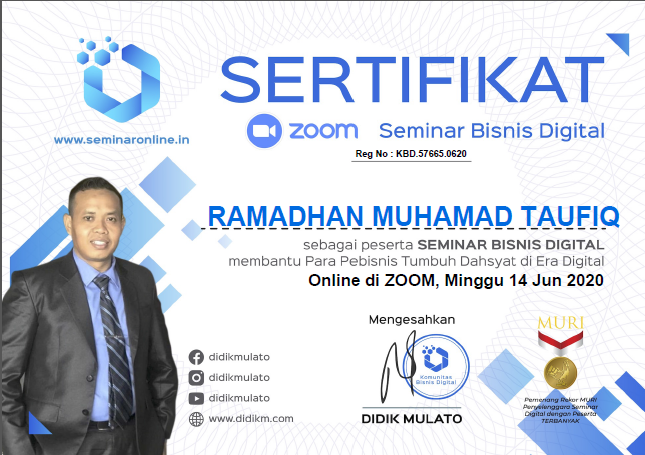 SERTIFIKAT
www.seminaronline.in
zoom Seminar Bisnis Digital
Reg No : KBD.57665.0620
RAMADHAN MUHAMAD TAUFIQ
sebagai peserta SEMINAR BISNIS DIGITAL
membantu Para Pebisnis Tumbuh Dahsyat di Era Digital
Online di ZOOM, Minggu 14 Jun 2020
Mengesahkan
Komunitas
Bisnis Digital
DIDIK MULATO
didikmulato
didikmulato
didikmulato
www.didikm.com
MURI
Pemenang Rekor MURI
Penyelenggara Seminar
Digital dengan Peserta
TERBANYAK